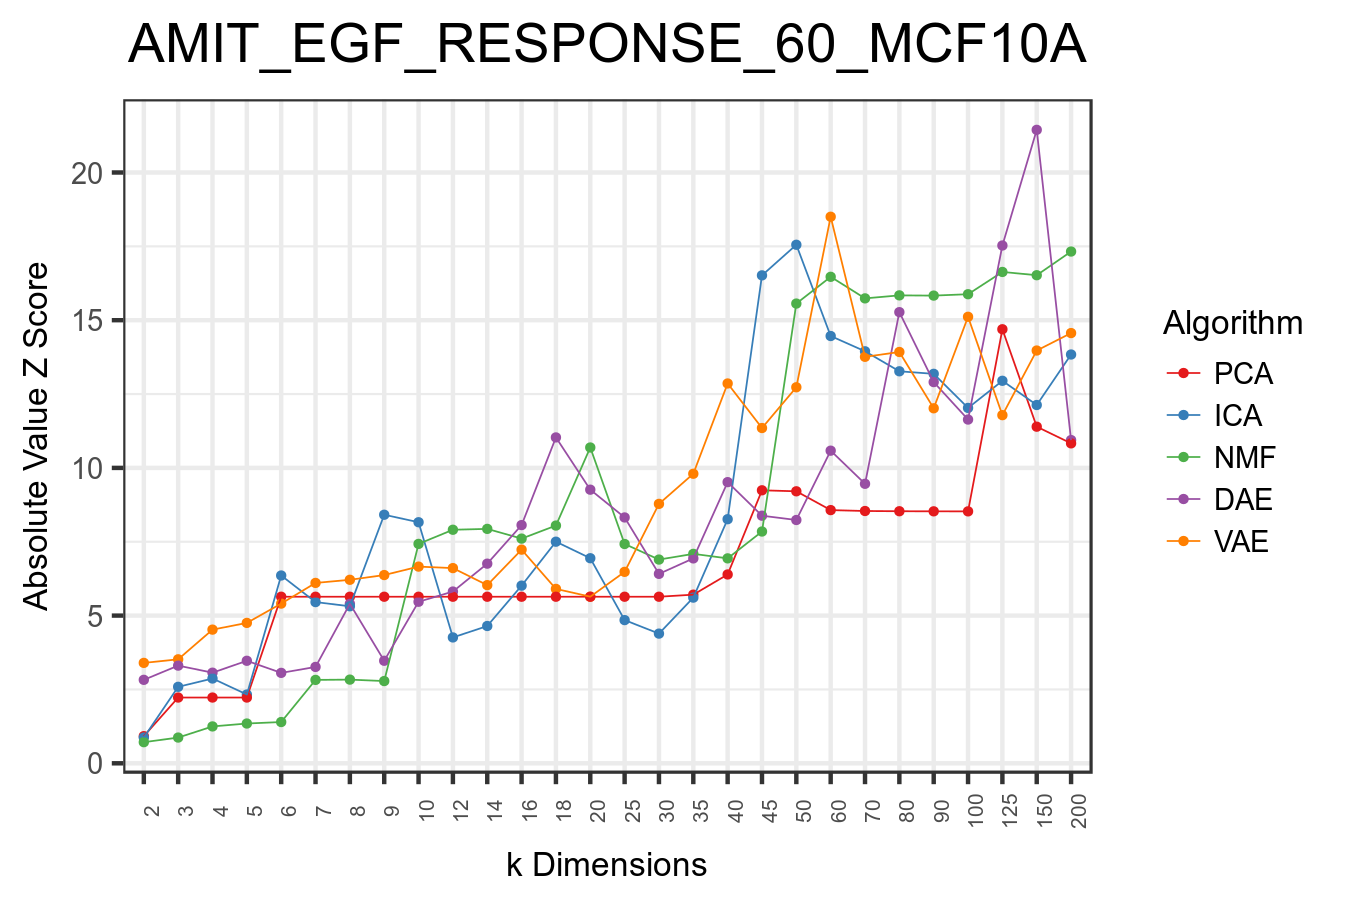 AMIT_EGF_RESPONSE_60_MCF10A
Absolute Value Z Score
20
15
10
5
0
2 3 4 5 6 7 8 9 10 12 14 16 18 20 25 30 35 40 45 50 60 70 80 90 100 125 150 200
k Dimensions
Algorithm
PCA
ICA
NMF
DAE
VAE